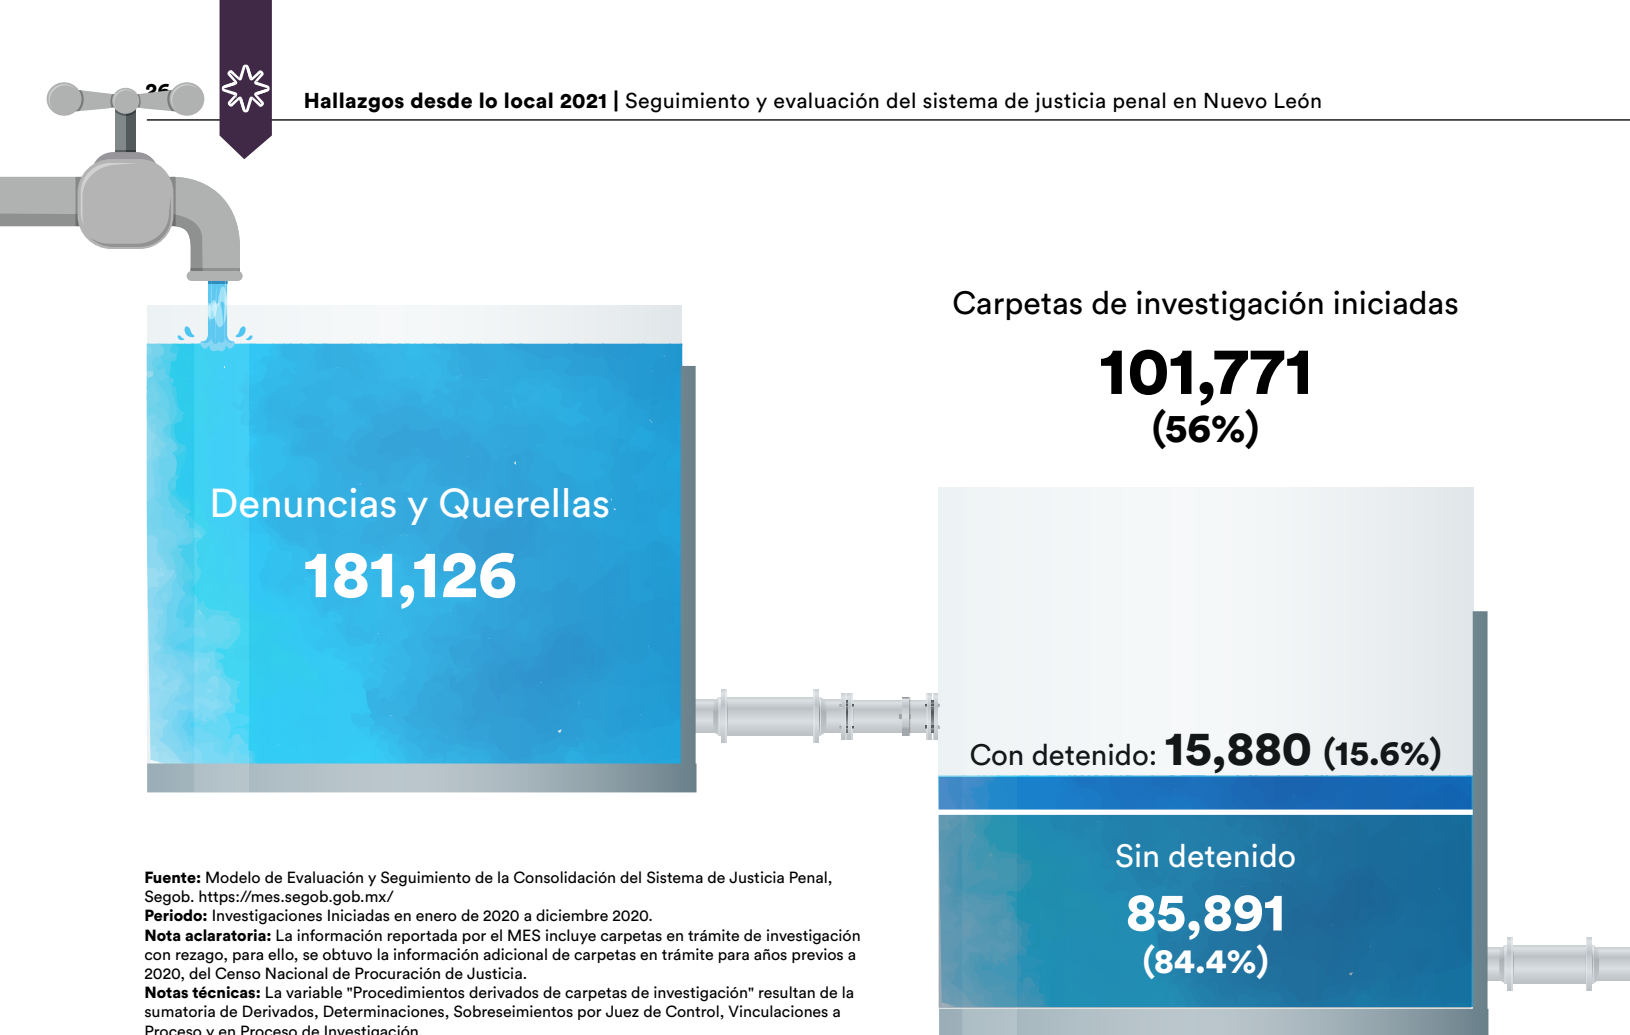 26
Hallazgos desde lo local 2021 | Seguimiento y evaluación del sistema de justicia penal en Nuevo León
Denuncias y Querellas
181,126
Carpetas de investigación iniciadas
101,771
(56%)
Con detenido: 15,880 (15.6%)
Sin detenido
85,891
(84.4%)
Fuente: Modelo de Evaluación y Seguimiento de la Consolidación del Sistema de Justicia Penal,
Segob. https://mes.segob.gob.mx/
Periodo: Investigaciones Iniciadas en enero de 2020 a diciembre 2020.
Nota aclaratoria: La información reportada por el MES incluye carpetas en trámite de investigación
con rezago, para ello, se obtuvo la información adicional de carpetas en trámite para años previos a
2020, del Censo Nacional de Procuración de Justicia.
Notas técnicas: La variable "Procedimientos derivados de carpetas de investigación" resultan de la
sumatoria de Derivados, Determinaciones, Sobreseimientos por Juez de Control, Vinculaciones a
Proceso y en Proceso de Investigación.